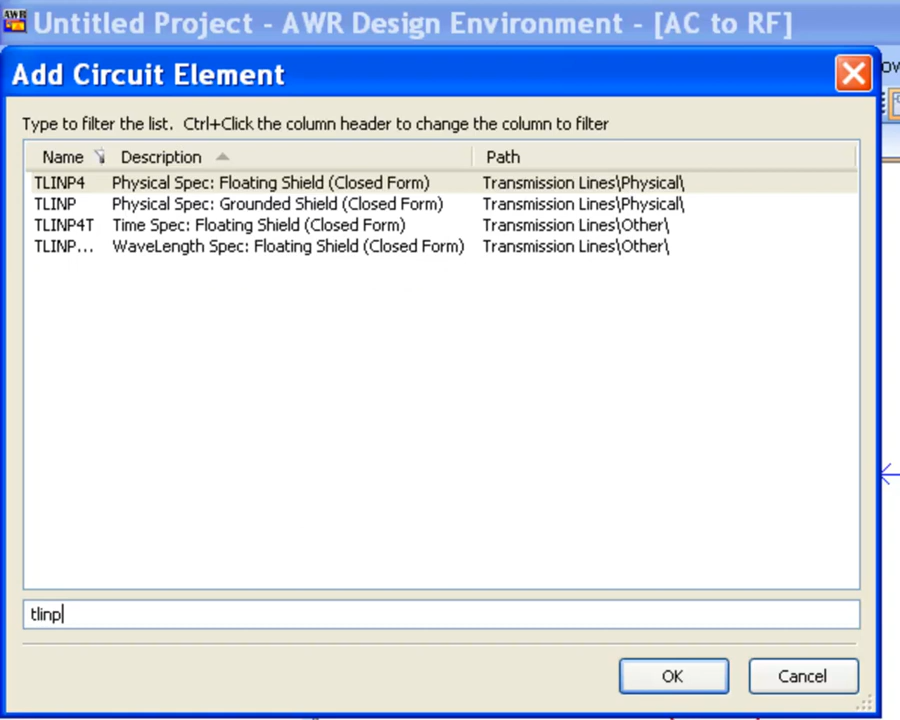 AWR Untitled Project - AWR Design Environment - [AC to RF]
Add Circuit Element
Type to filter the list. Ctrl+Click the column header to change the column to filter
Name Description Path
TLINP4 Physical Spec: Floating Shield (Closed Form) Transmission Lines\Physical\
TLINP Physical Spec: Grounded Shield (Closed Form) Transmission Lines\Physical\
TLINP4T Time Spec: Floating Shield (Closed Form) Transmission Lines\Other\
TLINP... WaveLength Spec: Floating Shield (Closed Form) Transmission Lines\Other\
tlinp
OK Cancel